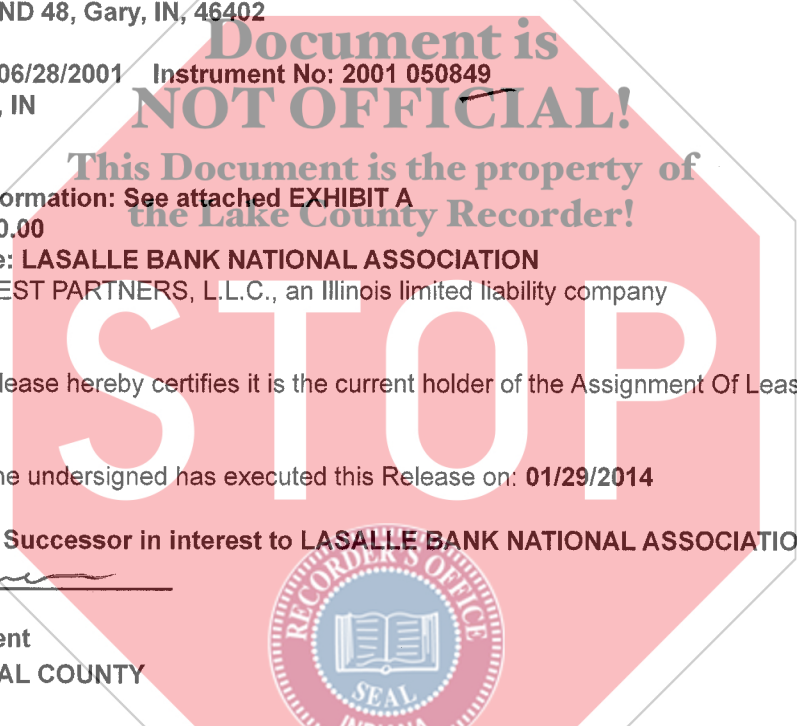 ND 48, Gary, IN, 46402
Document is
06/28/2001 Instrument No: 2001 050849
, IN
NOT OFFICIAL!
This Document is the property of
ormation: See attached EXHIBIT A
the Lake County Recorder!
0.00
e: LASALLE BANK NATIONAL ASSOCIATION
EST PARTNERS, L.L.C., an Illinois limited liability company
STOP
lease hereby certifies it is the current holder of the Assignment Of Leas
he undersigned has executed this Release on: 01/29/2014
Successor in interest to LASALLE BANK NATIONAL ASSOCIATIO
RECORDER'S OFFICE
SEAL
INDIANA
ent
AL COUNTY